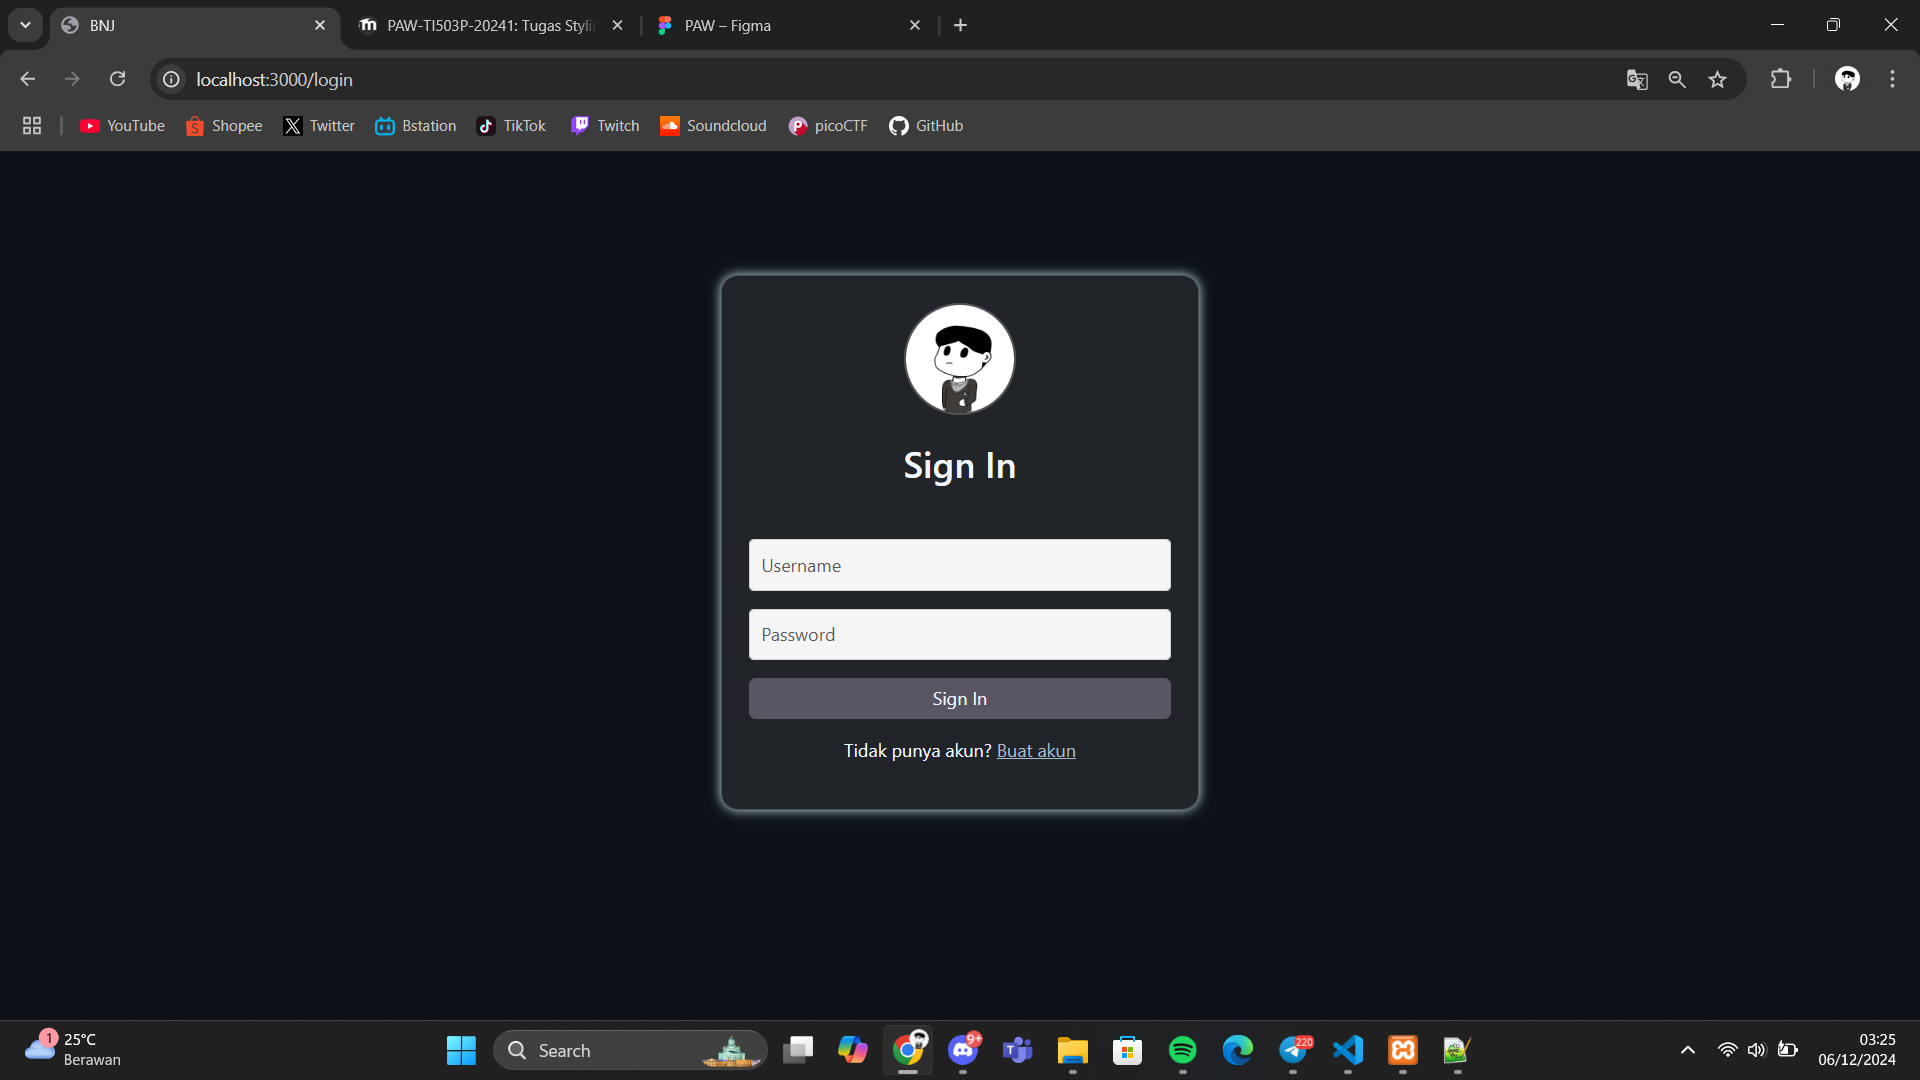 BNJ
PAW-TI503P-20241: Tugas Styli
PAW – Figma
localhost:3000/login
YouTube
Shopee
Twitter
Bstation
TikTok
Twitch
Soundcloud
picoCTF
GitHub
Sign In
Username
Password
Sign In
Tidak punya akun? Buat akun
1
25°C
Berawan
Search
9+
220
03:25
06/12/2024